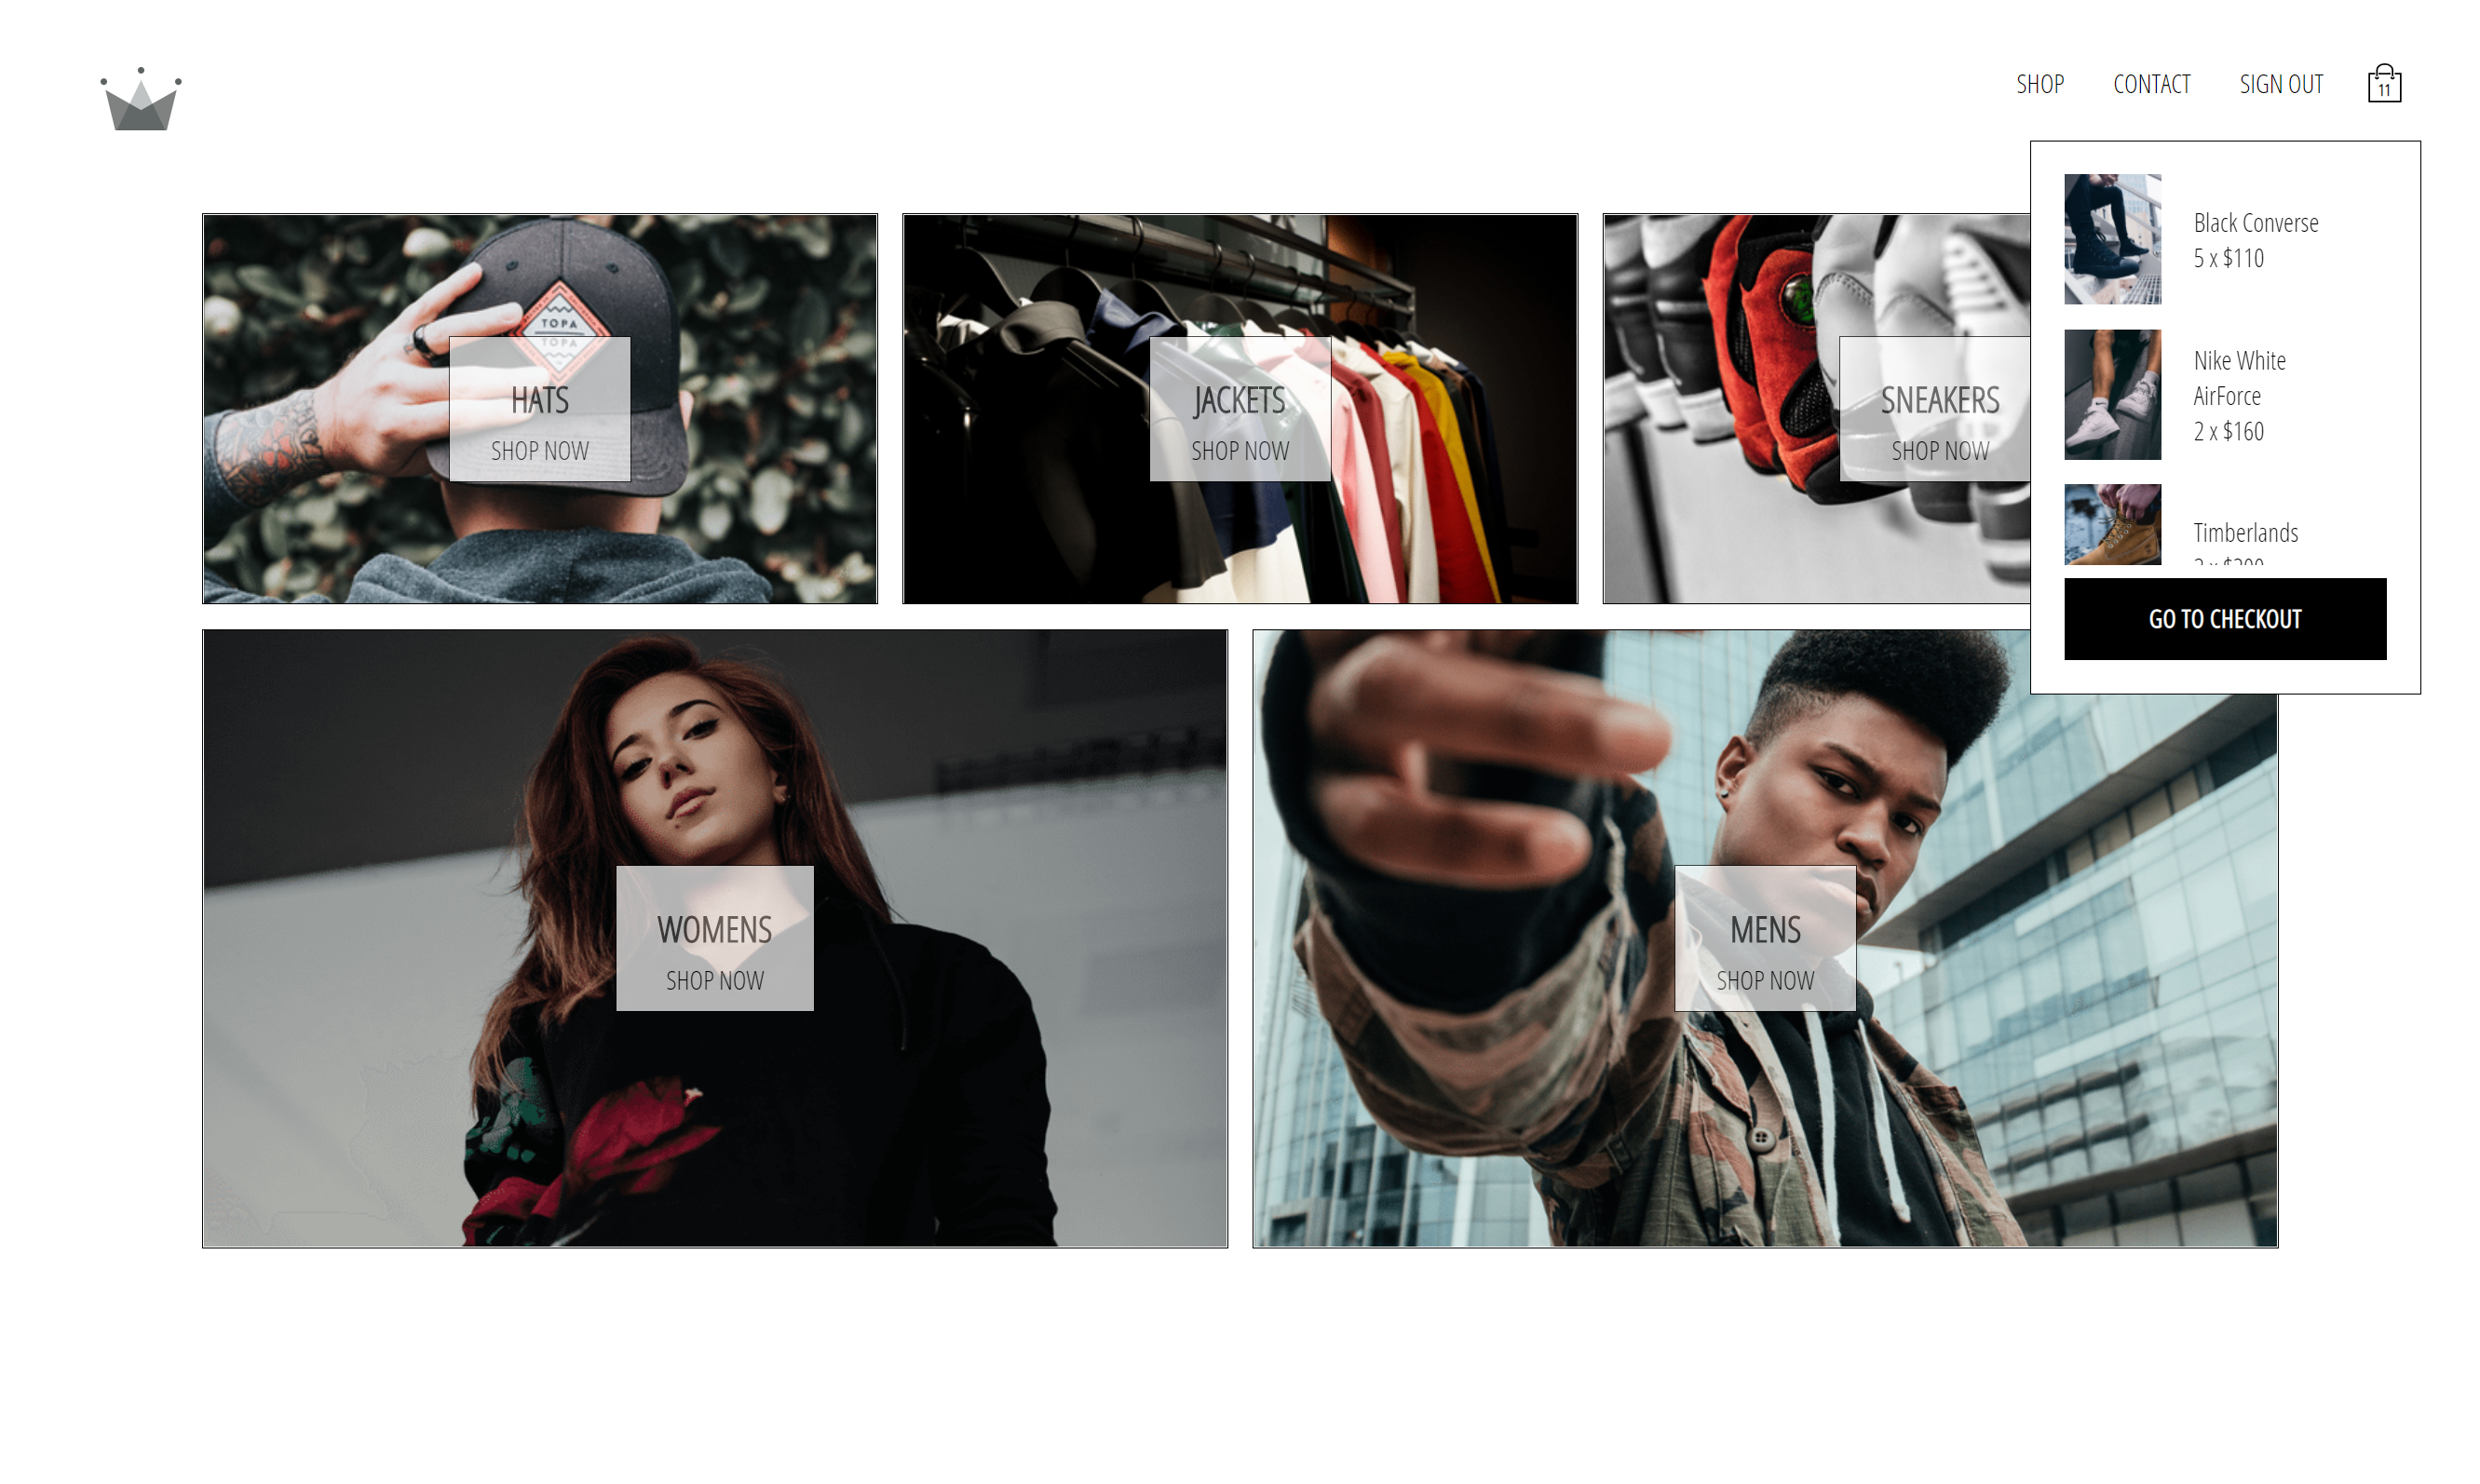 SHOP CONTACT SIGN OUT 11
Black Converse
5 x $110
Nike White
AirForce
2 x $160
Timberlands
GO TO CHECKOUT
TOPA
TOPA
HATS
SHOP NOW
JACKETS
SHOP NOW
SNEAKERS
SHOP NOW
WOMENS
SHOP NOW
MENS
SHOP NOW